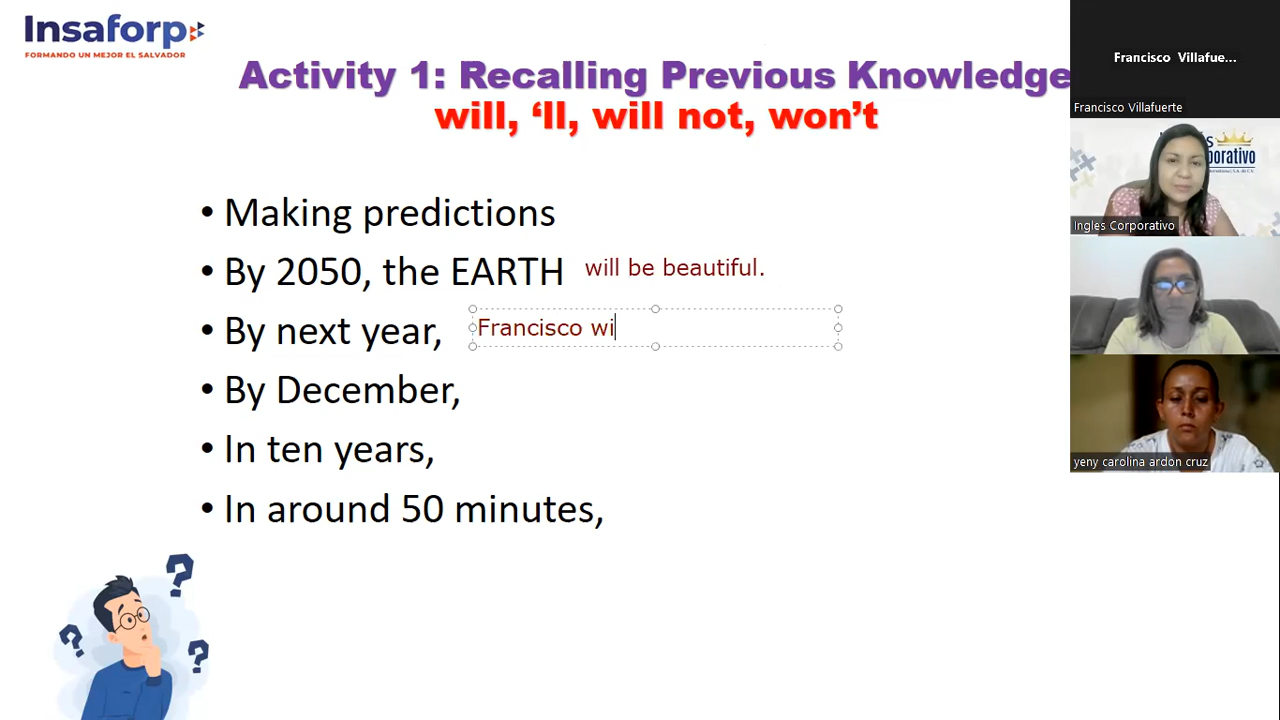 Insaforp
FORMANDO UN MEJOR EL SALVADOR
Activity 1: Recalling Previous Knowledge
will, ‘ll, will not, won’t
• Making predictions
• By 2050, the EARTH will be beautiful.
• By next year, Francisco wi
• By December,
• In ten years,
• In around 50 minutes,
? ? ?
Francisco Villafue...
Francisco Villafuerte
Ingles Corporativo
yeny carolina ardon cruz